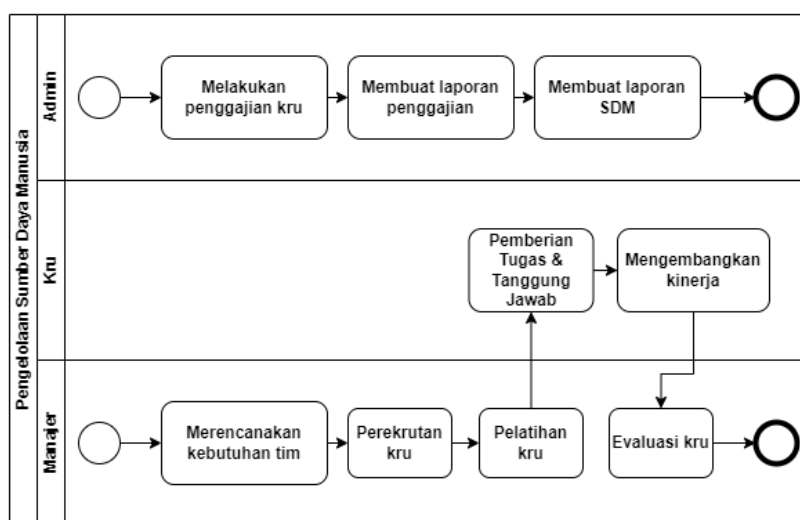 Pengelolaan Sumber Daya Manusia
Admin
Melakukan
penggajian kru
Membuat laporan
penggajian
Membuat laporan
SDM
Kru
Pemberian
Tugas &
Tanggung
Jawab
Mengembangkan
kinerja
Manajer
Merencanakan
kebutuhan tim
Perekrutan
kru
Pelatihan
kru
Evaluasi kru